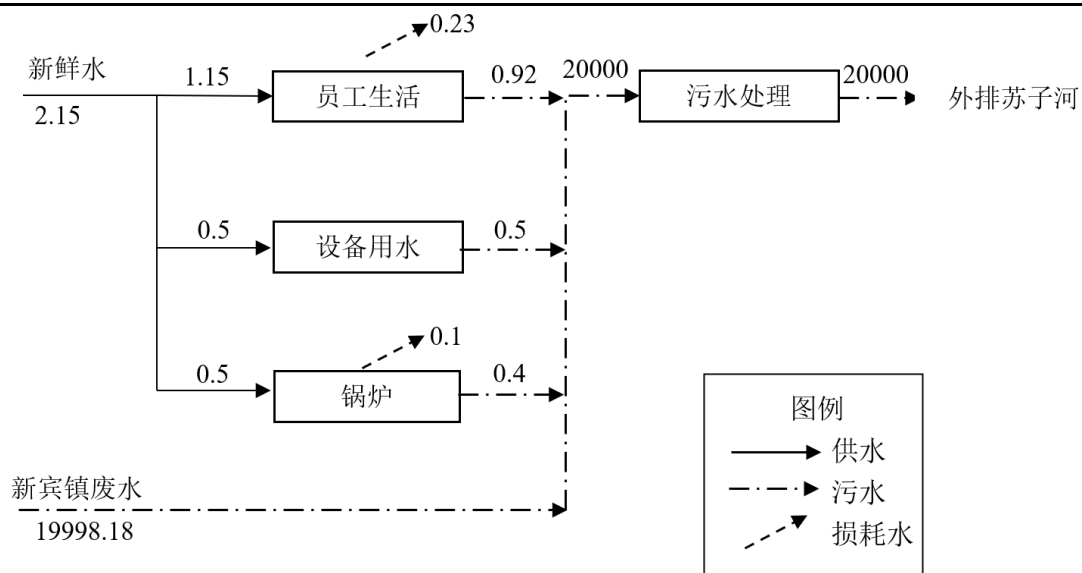 0.23
新鲜水
1.15
员工生活
0.92
20000
污水处理
20000
外排苏子河
2.15
0.5
设备用水
0.5
0.1
0.5
锅炉
0.4
图例
供水
污水
损耗水
新宾镇废水
19998.18